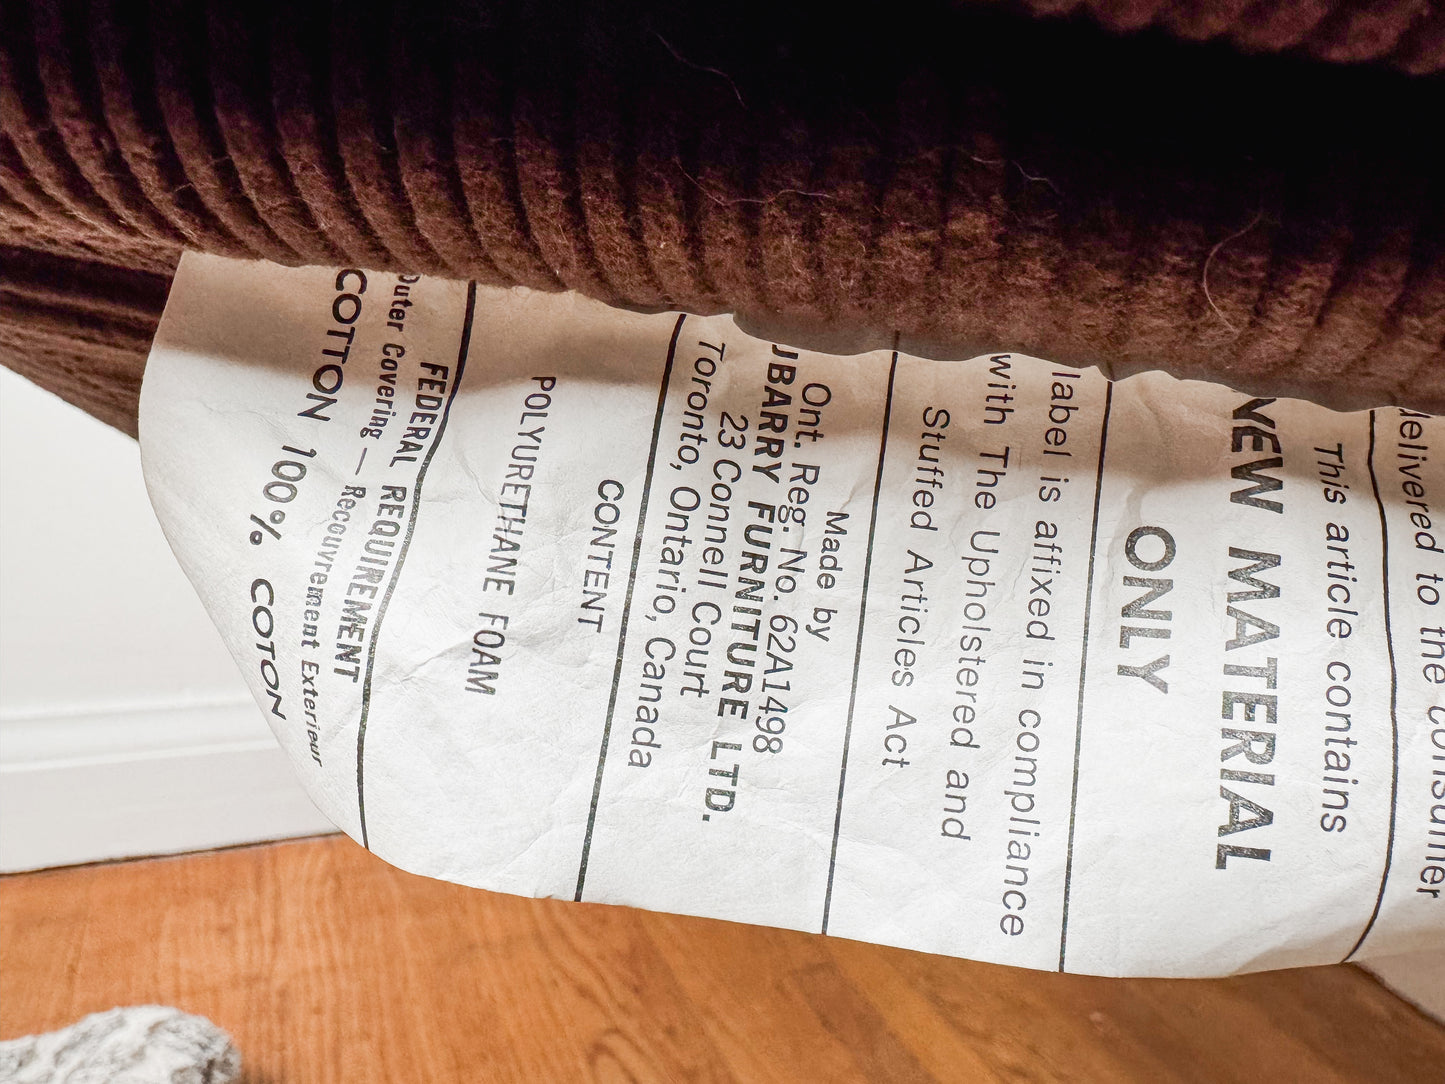 delivered to the consumer
This article contains
NEW MATERIAL
ONLY
label is affixed in compliance
with The Upholstered and
Stuffed Articles Act
Made by
Ont. Reg. No. 62A1498
JBARRY FURNITURE LTD.
23 Connell Court
Toronto, Ontario, Canada
CONTENT
POLYURETHANE FOAM
FEDERAL REQUIREMENT
Outer Covering — Recouvrement Exterieur
COTTON 100% COTON